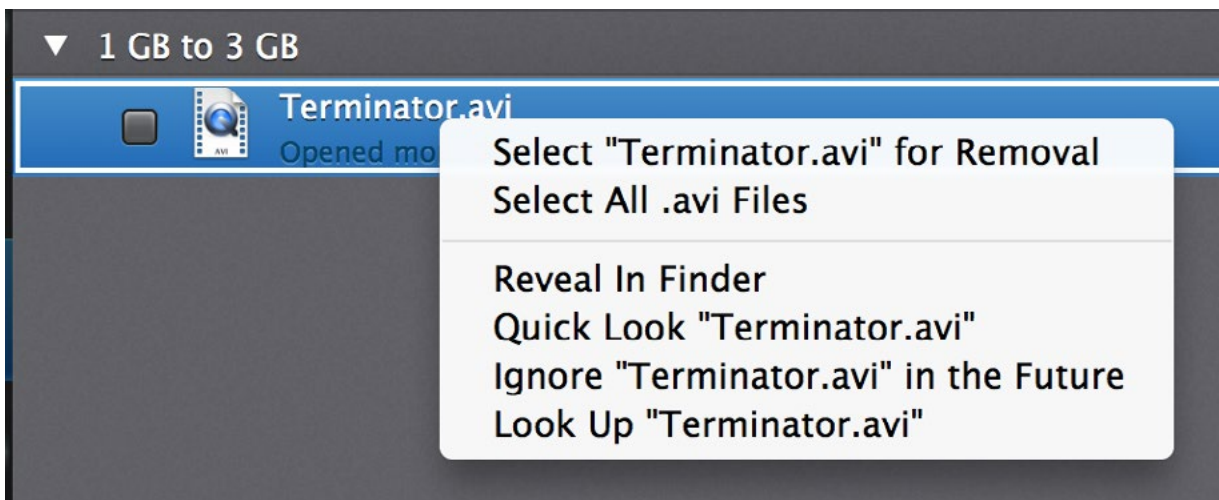 1 GB to 3 GB
Terminator.avi
Opened mo
Select "Terminator.avi" for Removal
Select All .avi Files
Reveal In Finder
Quick Look "Terminator.avi"
Ignore "Terminator.avi" in the Future
Look Up "Terminator.avi"
AVI